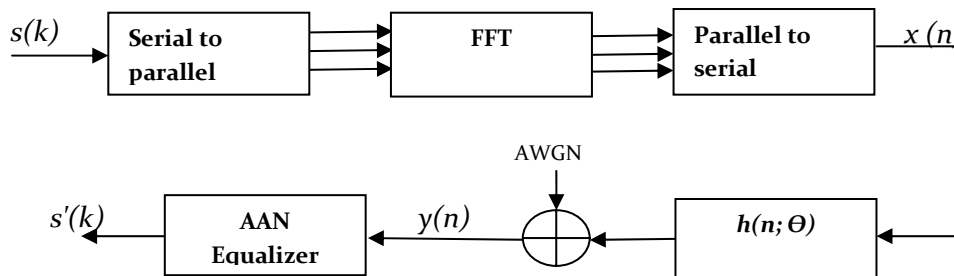 s(k)
Serial to
parallel
FFT
Parallel to
serial
x (n
AWGN
s'(k)
AAN
Equalizer
y(n)
h(n; Θ)